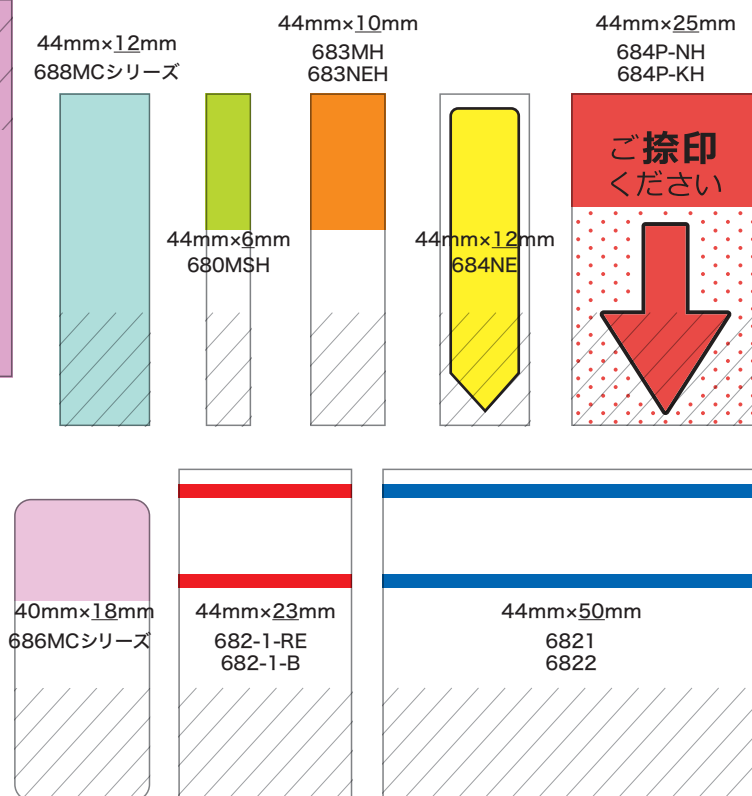 44mm×12mm
688MCシリーズ
44mm×10mm
683MH
683NEH
44mm×25mm
684P-NH
684P-KH
ご捺印
ください
44mm×6mm
680MSH
44mm×12mm
684NE
40mm×18mm
686MCシリーズ
44mm×23mm
682-1-RE
682-1-B
44mm×50mm
6821
6822